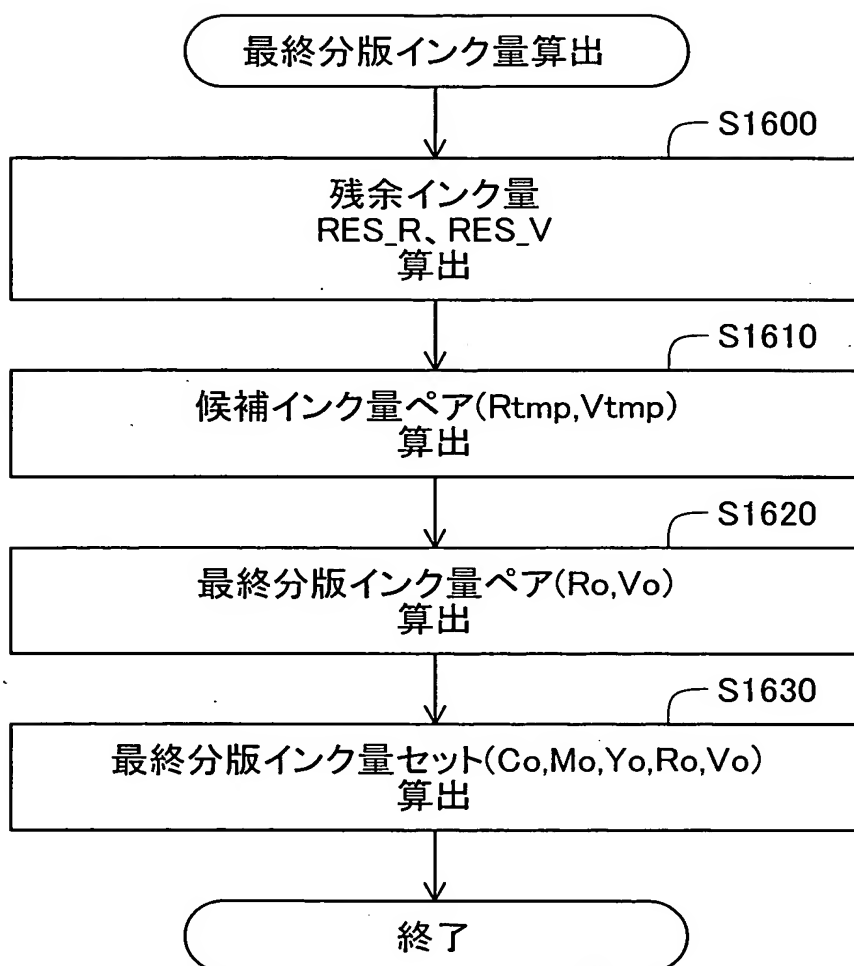 最終分版インク量算出
S1600
残余インク量
RES_R、RES_V
算出
S1610
候補インク量ペア(Rtmp,Vtmp)
算出
S1620
最終分版インク量ペア(Ro,Vo)
算出
S1630
最終分版インク量セット(Co,Mo,Yo,Ro,Vo)
算出
終了